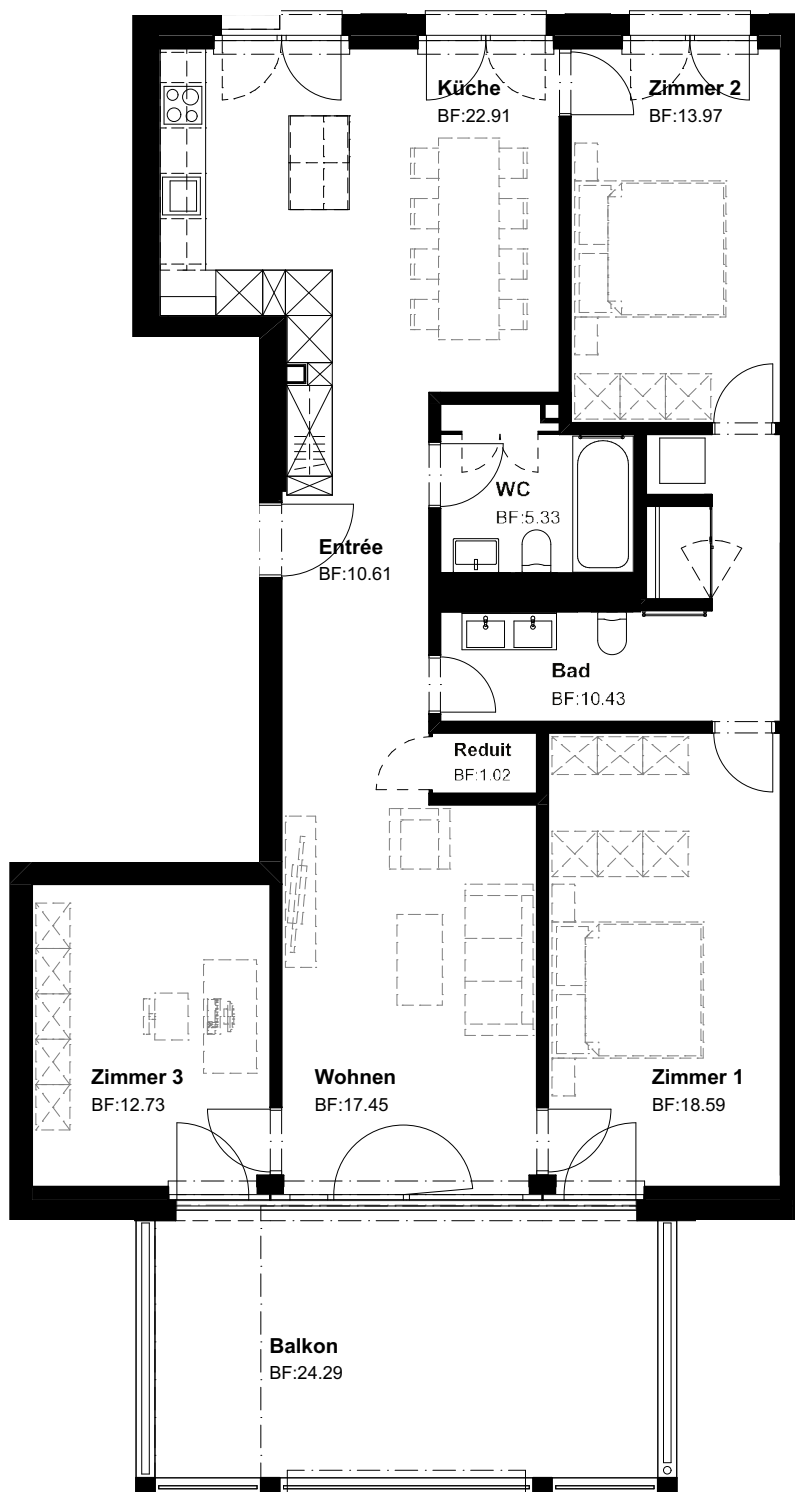 Küche
BF:22.91
Zimmer 2
BF:13.97
WC
BF:5.33
Entrée
BF:10.61
Bad
BF:10.43
Reduit
BF:1.02
Zimmer 3
BF:12.73
Wohnen
BF:17.45
Zimmer 1
BF:18.59
Balkon
BF:24.29